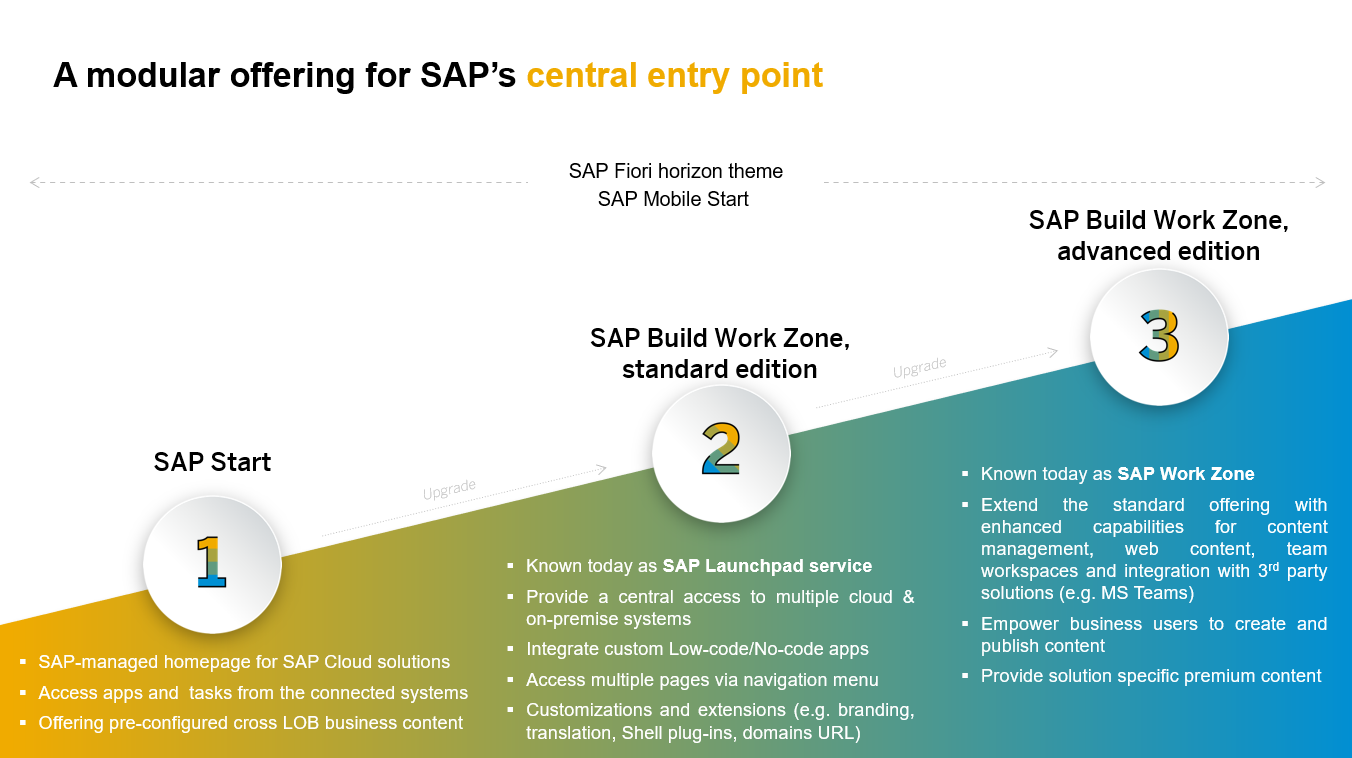 A modular offering for SAP’s central entry point
SAP Fiori horizon theme
SAP Mobile Start
SAP Start
1
▪ SAP-managed homepage for SAP Cloud solutions
▪ Access apps and  tasks from the connected systems
▪ Offering pre-configured cross LOB business content
Upgrade
SAP Build Work Zone,
standard edition
2
▪ Known today as SAP Launchpad service
▪ Provide a central access to multiple cloud &
on-premise systems
▪ Integrate custom Low-code/No-code apps
▪ Access multiple pages via navigation menu
▪ Customizations and extensions (e.g. branding,
translation, Shell plug-ins, domains URL)
Upgrade
SAP Build Work Zone,
advanced edition
3
▪ Known today as SAP Work Zone
▪ Extend the standard offering with
enhanced capabilities for content
management, web content, team
workspaces and integration with 3rd party
solutions (e.g. MS Teams)
▪ Empower business users to create and
publish content
▪ Provide solution specific premium content